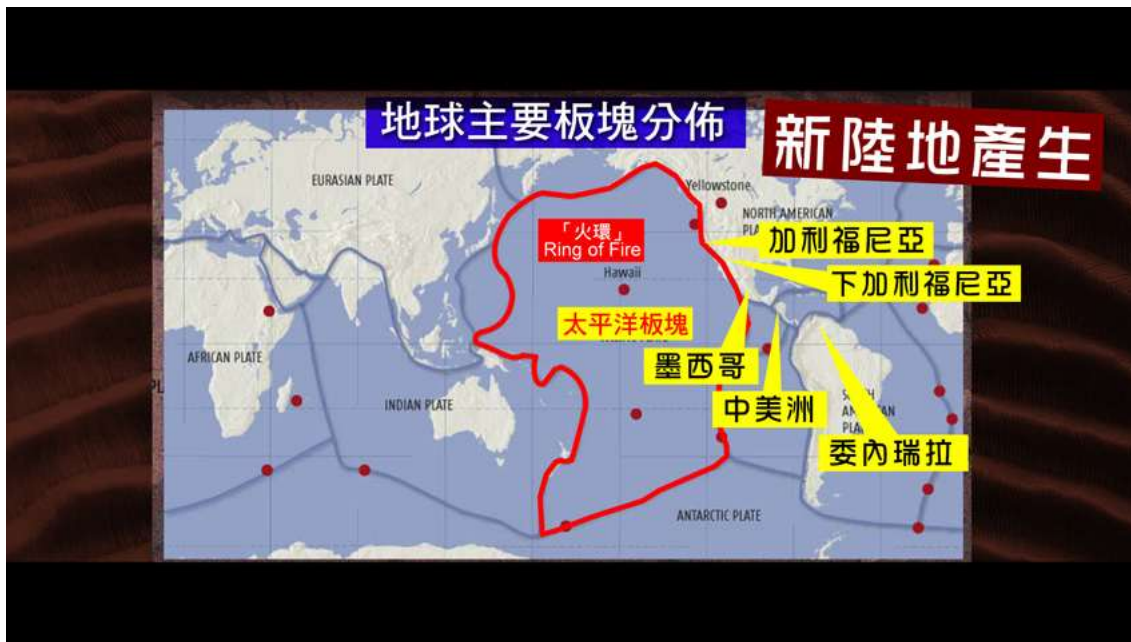 地球主要板塊分佈
新陸地產生
EURASIAN PLATE
Yellowstone
NORTH AMERICAN
「火環」
Ring of Fire
加利福尼亞
Hawaii
下加利福尼亞
太平洋板塊
AFRICAN PLATE
墨西哥
INDIAN PLATE
中美洲
AMERICAN
委內瑞拉
ANTARCTIC PLATE